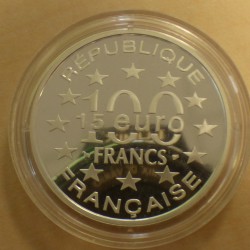 RÉPUBLIQUE
100
15 euro
FRANCS
FRANÇAISE